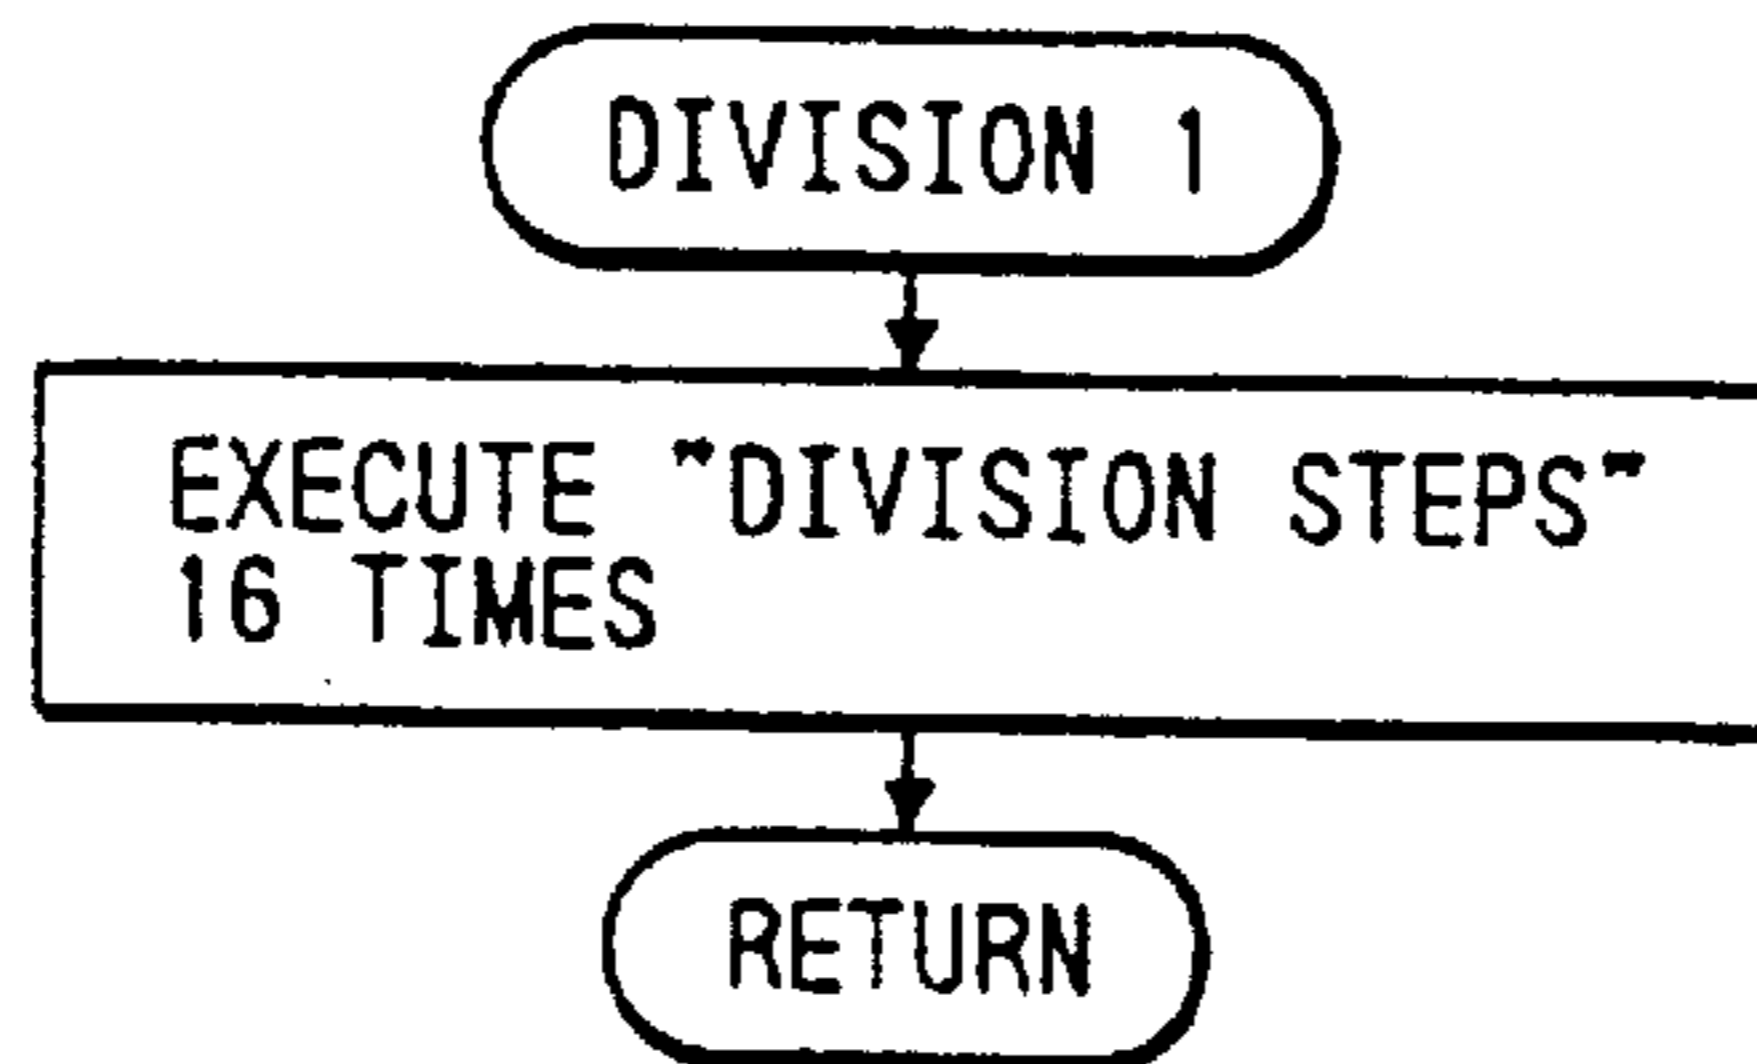 DIVISION 1
EXECUTE "DIVISION STEPS"
16 TIMES
RETURN